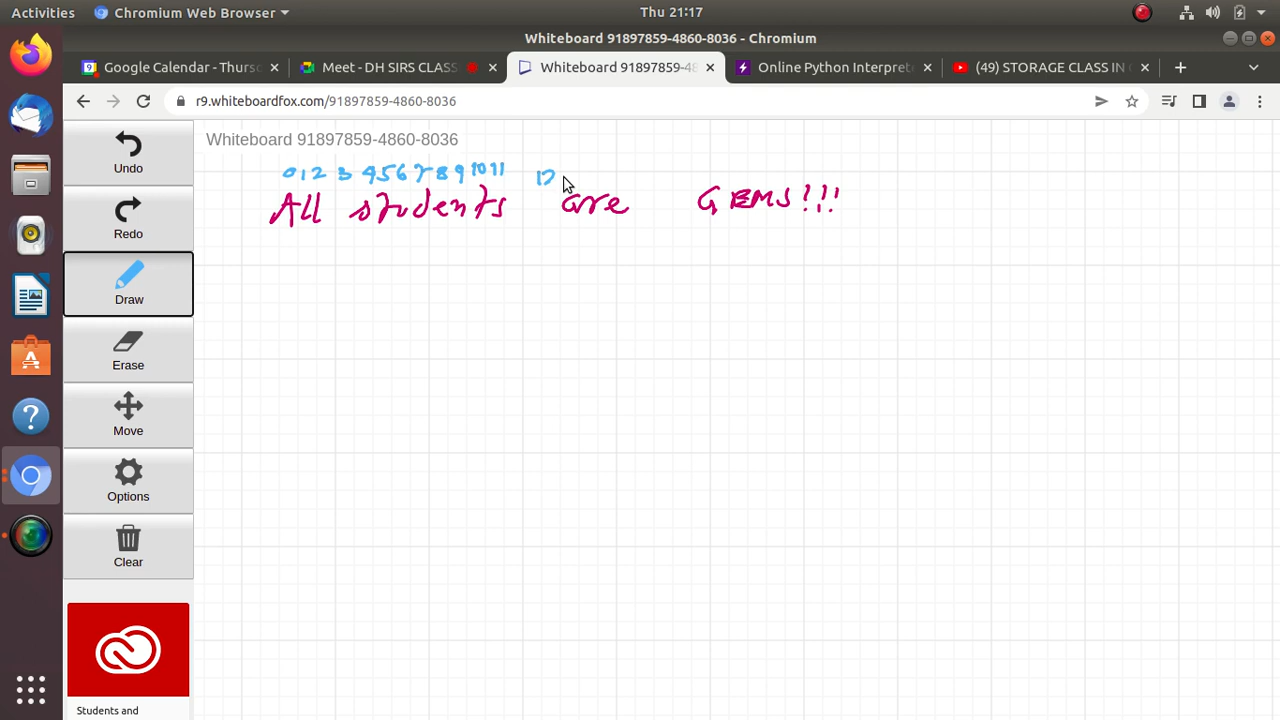 Activities Chromium Web Browser Thu 21:17
Whiteboard 91897859-4860-8036 - Chromium
Google Calendar - Thursd Meet - DH SIRS CLASS Whiteboard 91897859-48 Online Python Interpret (49) STORAGE CLASS IN C
r9.whiteboardfox.com/91897859-4860-8036
Whiteboard 91897859-4860-8036
0 1 2 3 4 5 6 7 8 9 10 11 12
All students are GEMS!!!
Undo
Redo
Draw
Erase
Move
Options
Clear
Students and